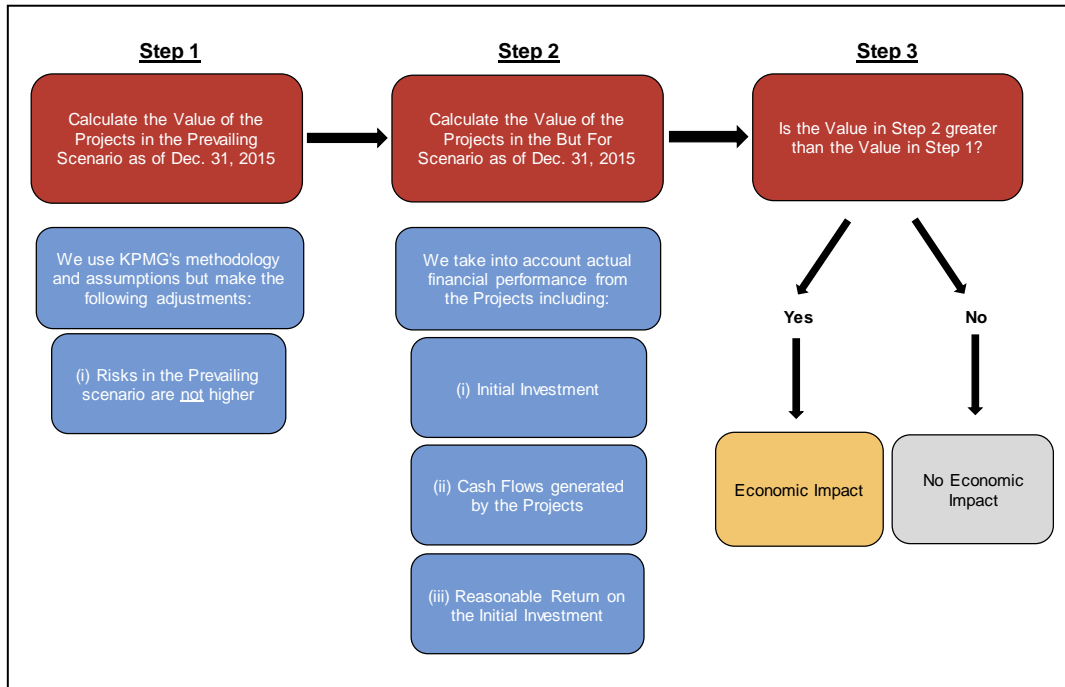 Step 1
Calculate the Value of the
Projects in the Prevailing
Scenario as of Dec. 31, 2015
We use KPMG's methodology
and assumptions but make the
following adjustments:
(i) Risks in the Prevailing
scenario are not higher
Step 2
Calculate the Value of the
Projects in the But For
Scenario as of Dec. 31, 2015
We take into account actual
financial performance from
the Projects including:
(i) Initial Investment
(ii) Cash Flows generated
by the Projects
(iii) Reasonable Return on
the Initial Investment
Step 3
Is the Value in Step 2 greater
than the Value in Step 1?
Yes
No
Economic Impact
No Economic
Impact